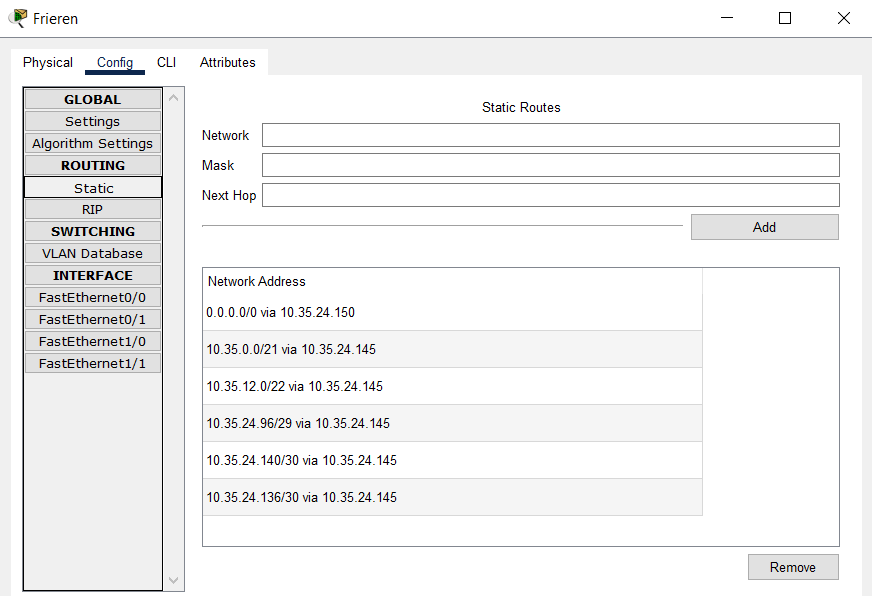 Frieren
Physical Config CLI Attributes
GLOBAL
Settings
Algorithm Settings
ROUTING
Static
RIP
SWITCHING
VLAN Database
INTERFACE
FastEthernet0/0
FastEthernet0/1
FastEthernet1/0
FastEthernet1/1
Static Routes
Network
Mask
Next Hop
Add
Network Address
0.0.0.0/0 via 10.35.24.150
10.35.0.0/21 via 10.35.24.145
10.35.12.0/22 via 10.35.24.145
10.35.24.96/29 via 10.35.24.145
10.35.24.140/30 via 10.35.24.145
10.35.24.136/30 via 10.35.24.145
Remove